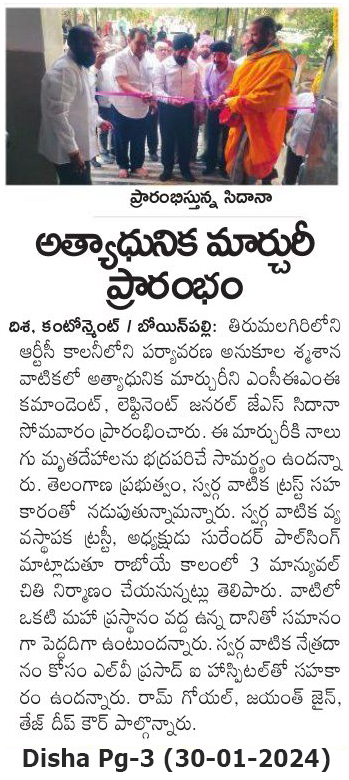 ప్రారంభిస్తున్న సిదానా
అత్యాధునిక మార్చురీ
ప్రారంభం
దిశ, కంటోన్మెంట్ / బోయిన్‌పల్లి: తిరుమలగిరిలోని
ఆర్టీసీ కాలనీలోని పర్యావరణ అనుకూల శ్మశాన
వాటికలో అత్యాధునిక మార్చురీని ఎంసీఈఎంఈ
కమాండెంట్, లెఫ్టినెంట్ జనరల్ జేఎస్ సిదానా
సోమవారం ప్రారంభించారు. ఈ మార్చురీకి నాలు
గు మృతదేహాలను భద్రపరిచే సామర్థ్యం ఉందన్నా
రు. తెలంగాణ ప్రభుత్వం, స్వర్గ వాటిక ట్రస్ట్ సహ
కారంతో నడుపుతున్నామన్నారు. స్వర్గ వాటిక వ్య
వస్థాపక ట్రస్టీ, అధ్యక్షుడు సురేందర్ పాల్‌సింగ్
మాట్లాడుతూ రాబోయే కాలంలో 3 మాన్యువల్
చితి నిర్మాణం చేయనున్నట్లు తెలిపారు. వాటిలో
ఒకటి మహా ప్రస్థానం వద్ద ఉన్న దానితో సమానం
గా పెద్దదిగా ఉంటుందన్నారు. స్వర్గ వాటిక నేత్రదా
నం కోసం ఎల్‌వీ ప్రసాద్ ఐ హాస్పిటల్‌తో సహకా
రం ఉందన్నారు. రామ్ గోయల్, జయంత్ జైన్,
తేజ్ దీప్ కౌర్ పాల్గొన్నారు.
Disha Pg-3 (30-01-2024)